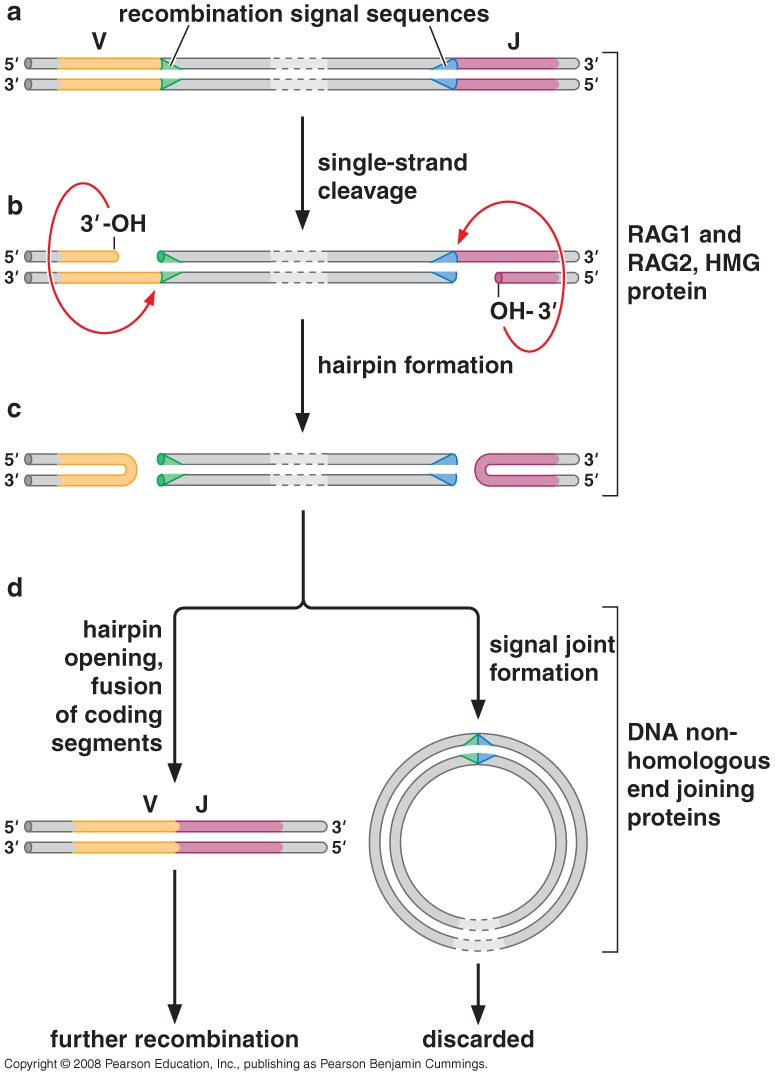 a
recombination signal sequences
V
J
5′
3′
3′
5′
single-strand
cleavage
b
3′-OH
5′
3′
3′
5′
OH-3′
RAG1 and
RAG2, HMG
protein
hairpin formation
c
5′
3′
3′
5′
d
hairpin
opening,
fusion
of coding
segments
signal joint
formation
DNA non-
homologous
end joining
proteins
V J
5′
3′
3′
5′
further recombination
discarded
Copyright © 2008 Pearson Education, Inc., publishing as Pearson Benjamin Cummings.